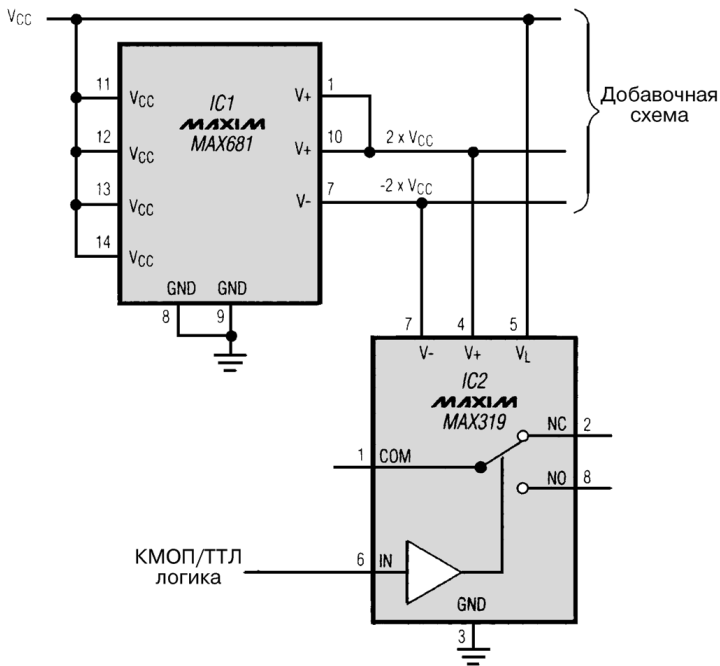 VCC
11 VCC IC1 V+ 1
MAXIM
MAX681
12 VCC V+ 10 2 x VCC
13 VCC V- 7 -2 x VCC
14 VCC
GND GND
8 9
Добавочная
схема
7 4 5
V- V+ VL
IC2
MAXIM
MAX319
NC 2
1 COM
NO 8
КМОП/ТТЛ
логика
6 IN
GND
3